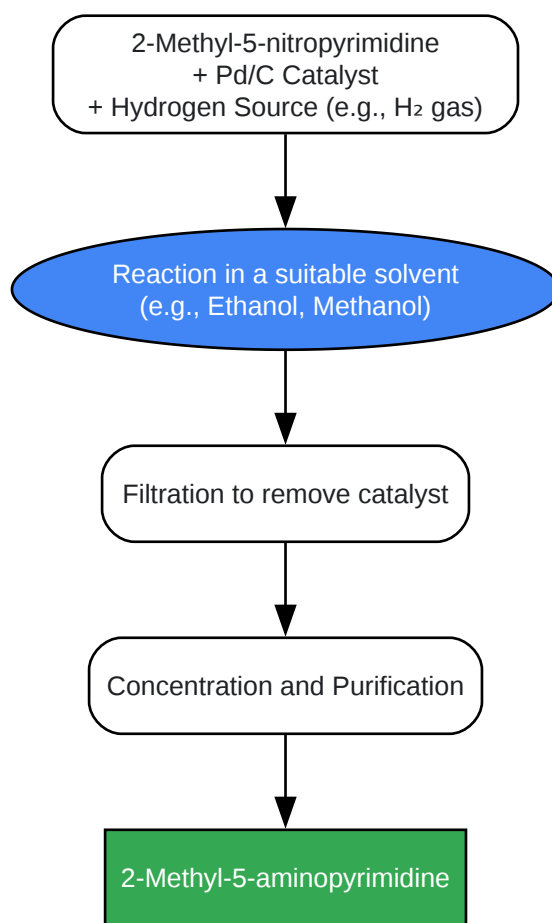 2-Methyl-5-nitropyrimidine
+ Pd/C Catalyst
+ Hydrogen Source (e.g., H₂ gas)
Reaction in a suitable solvent
(e.g., Ethanol, Methanol)
Filtration to remove catalyst
Concentration and Purification
2-Methyl-5-aminopyrimidine